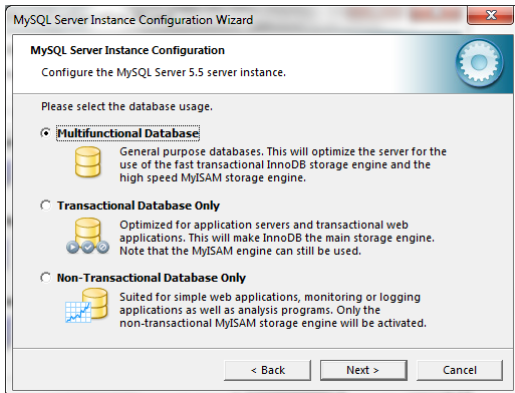 MySQL Server Instance Configuration Wizard
MySQL Server Instance Configuration
Configure the MySQL Server 5.5 server instance.
Please select the database usage.
Multifunctional Database
General purpose databases. This will optimize the server for the
use of the fast transactional InnoDB storage engine and the
high speed MyISAM storage engine.
Transactional Database Only
Optimized for application servers and transactional web
applications. This will make InnoDB the main storage engine.
Note that the MyISAM engine can still be used.
Non-Transactional Database Only
Suited for simple web applications, monitoring or logging
applications as well as analysis programs. Only the
non-transactional MyISAM storage engine will be activated.
< Back Next > Cancel